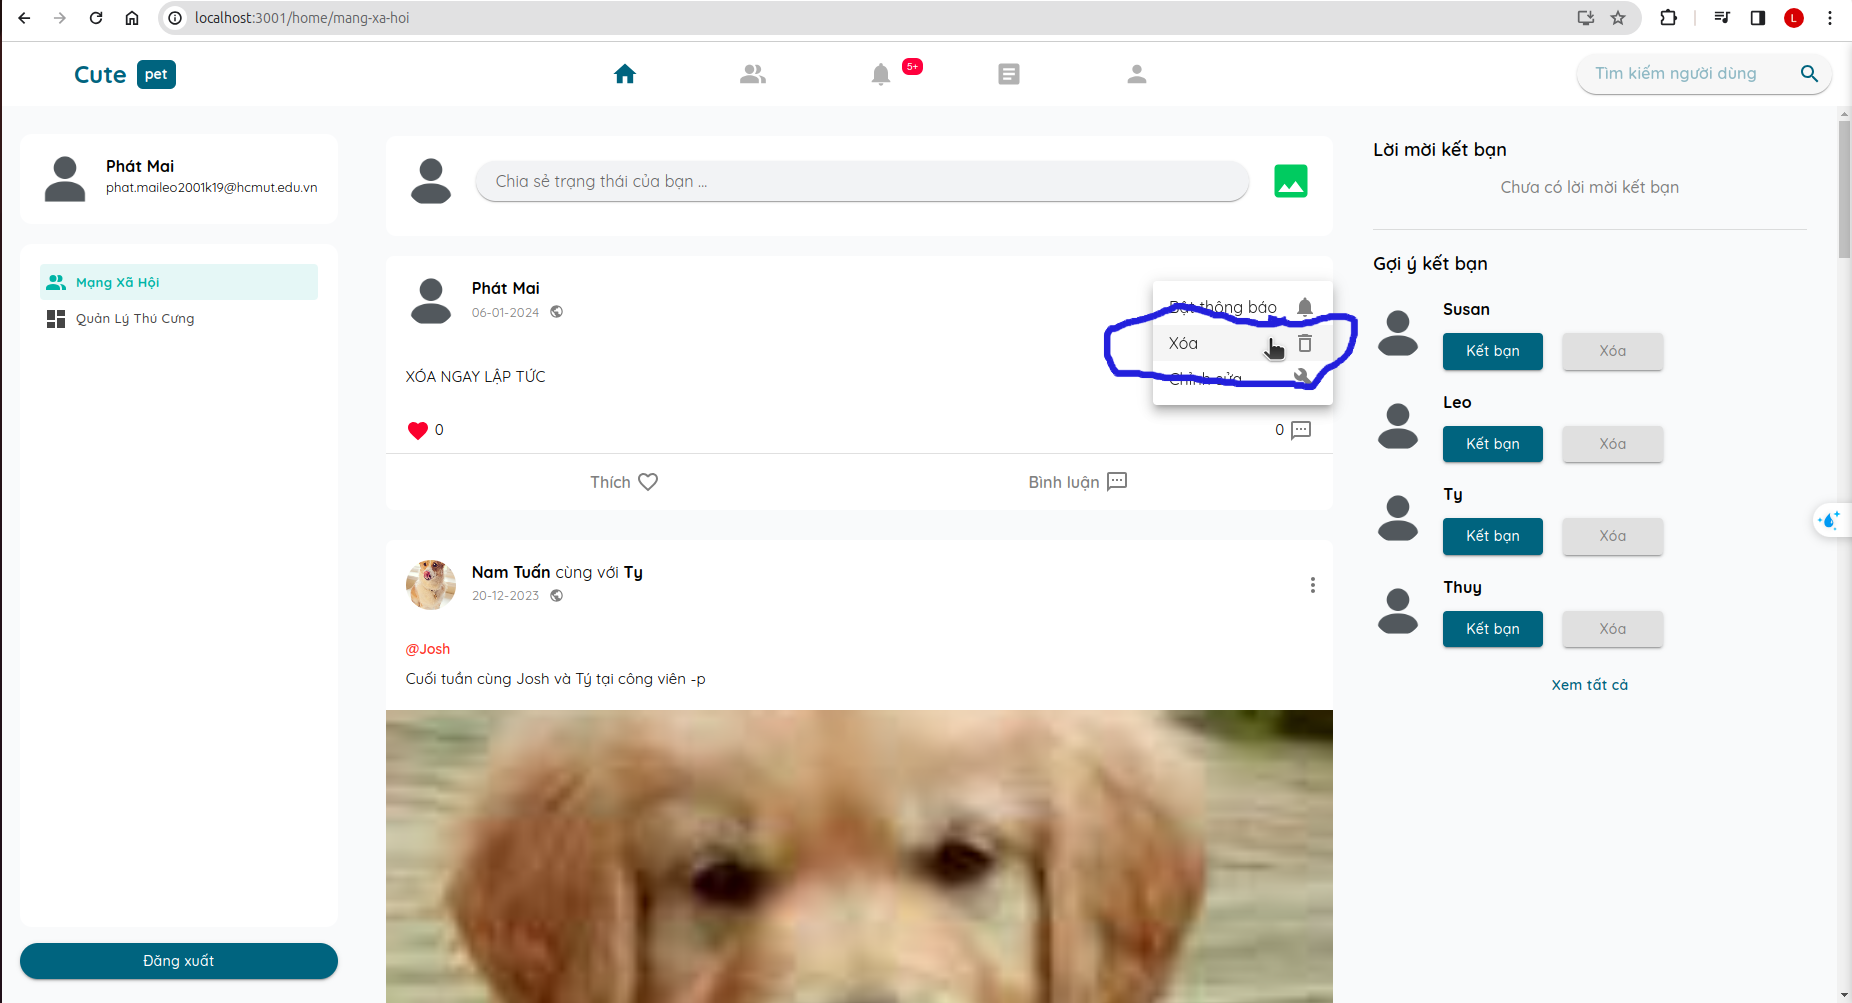 localhost:3001/home/mang-xa-hoi
L
Cute pet
5+
Tìm kiếm người dùng
Phát Mai
phat.maileo2001k19@hcmut.edu.vn
Mạng Xã Hội
Quản Lý Thú Cưng
Đăng xuất
Chia sẻ trạng thái của bạn ...
Phát Mai
06-01-2024
Bật thông báo
Xóa
Chỉnh sửa
XÓA NGAY LẬP TỨC
0
0
Thích
Bình luận
Nam Tuấn cùng với Ty
20-12-2023
@Josh
Cuối tuần cùng Josh và Tý tại công viên -p
Lời mời kết bạn
Chưa có lời mời kết bạn
Gợi ý kết bạn
Susan
Kết bạn Xóa
Leo
Kết bạn Xóa
Ty
Kết bạn Xóa
Thuy
Kết bạn Xóa
Xem tất cả